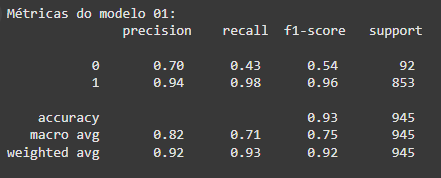 Métricas do modelo 01:
precision recall f1-score support
0 0.70 0.43 0.54 92
1 0.94 0.98 0.96 853
accuracy 0.93 945
macro avg 0.82 0.71 0.75 945
weighted avg 0.92 0.93 0.92 945